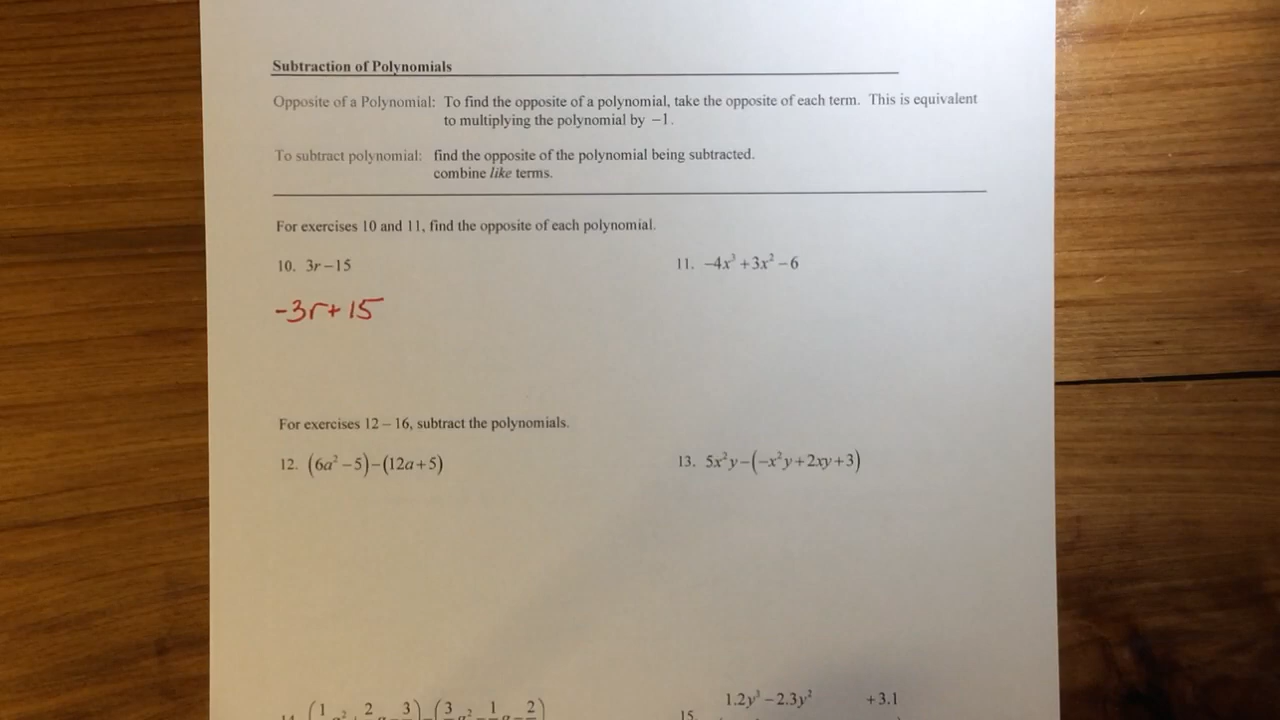 Subtraction of Polynomials
Opposite of a Polynomial: To find the opposite of a polynomial, take the opposite of each term. This is equivalent
to multiplying the polynomial by −1.
To subtract polynomial: find the opposite of the polynomial being subtracted.
combine like terms.
For exercises 10 and 11, find the opposite of each polynomial.
10. 3r−15
11. −4x³+3x²−6
-3r+15
For exercises 12 – 16, subtract the polynomials.
12. (6a²−5)−(12a+5)
13. 5x²y−(−x²y+2xy+3)
1.2y³−2.3y² +3.1
15.